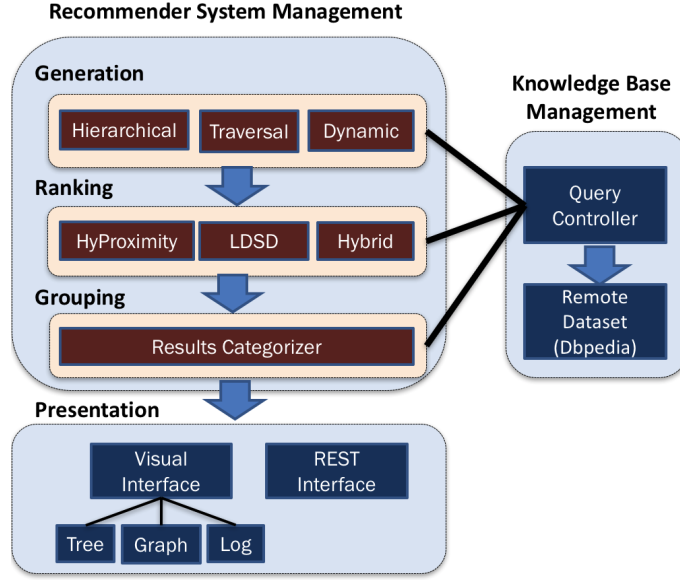 Recommender System Management
Generation
Hierarchical
Traversal
Dynamic
Ranking
HyProximity
LDSD
Hybrid
Grouping
Results Categorizer
Knowledge Base
Management
Query
Controller
Remote
Dataset
(Dbpedia)
Presentation
Visual
Interface
REST
Interface
Tree
Graph
Log